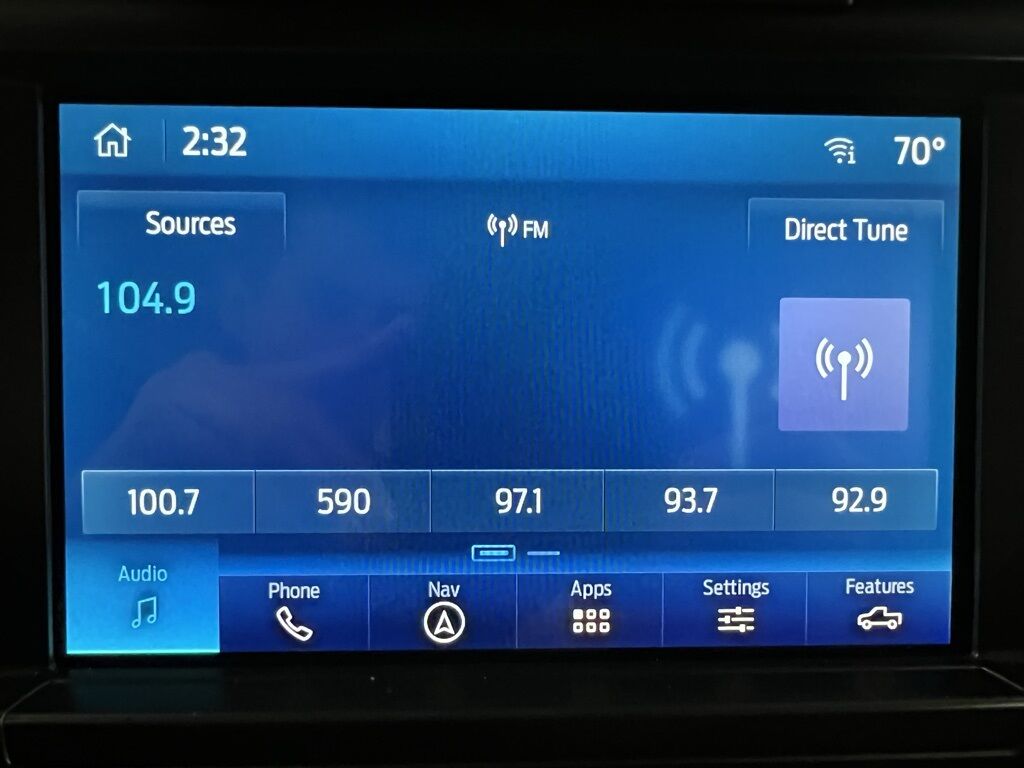 2:32
70°
Sources
FM
Direct Tune
104.9
100.7 590 97.1 93.7 92.9
Audio Phone Nav Apps Settings Features